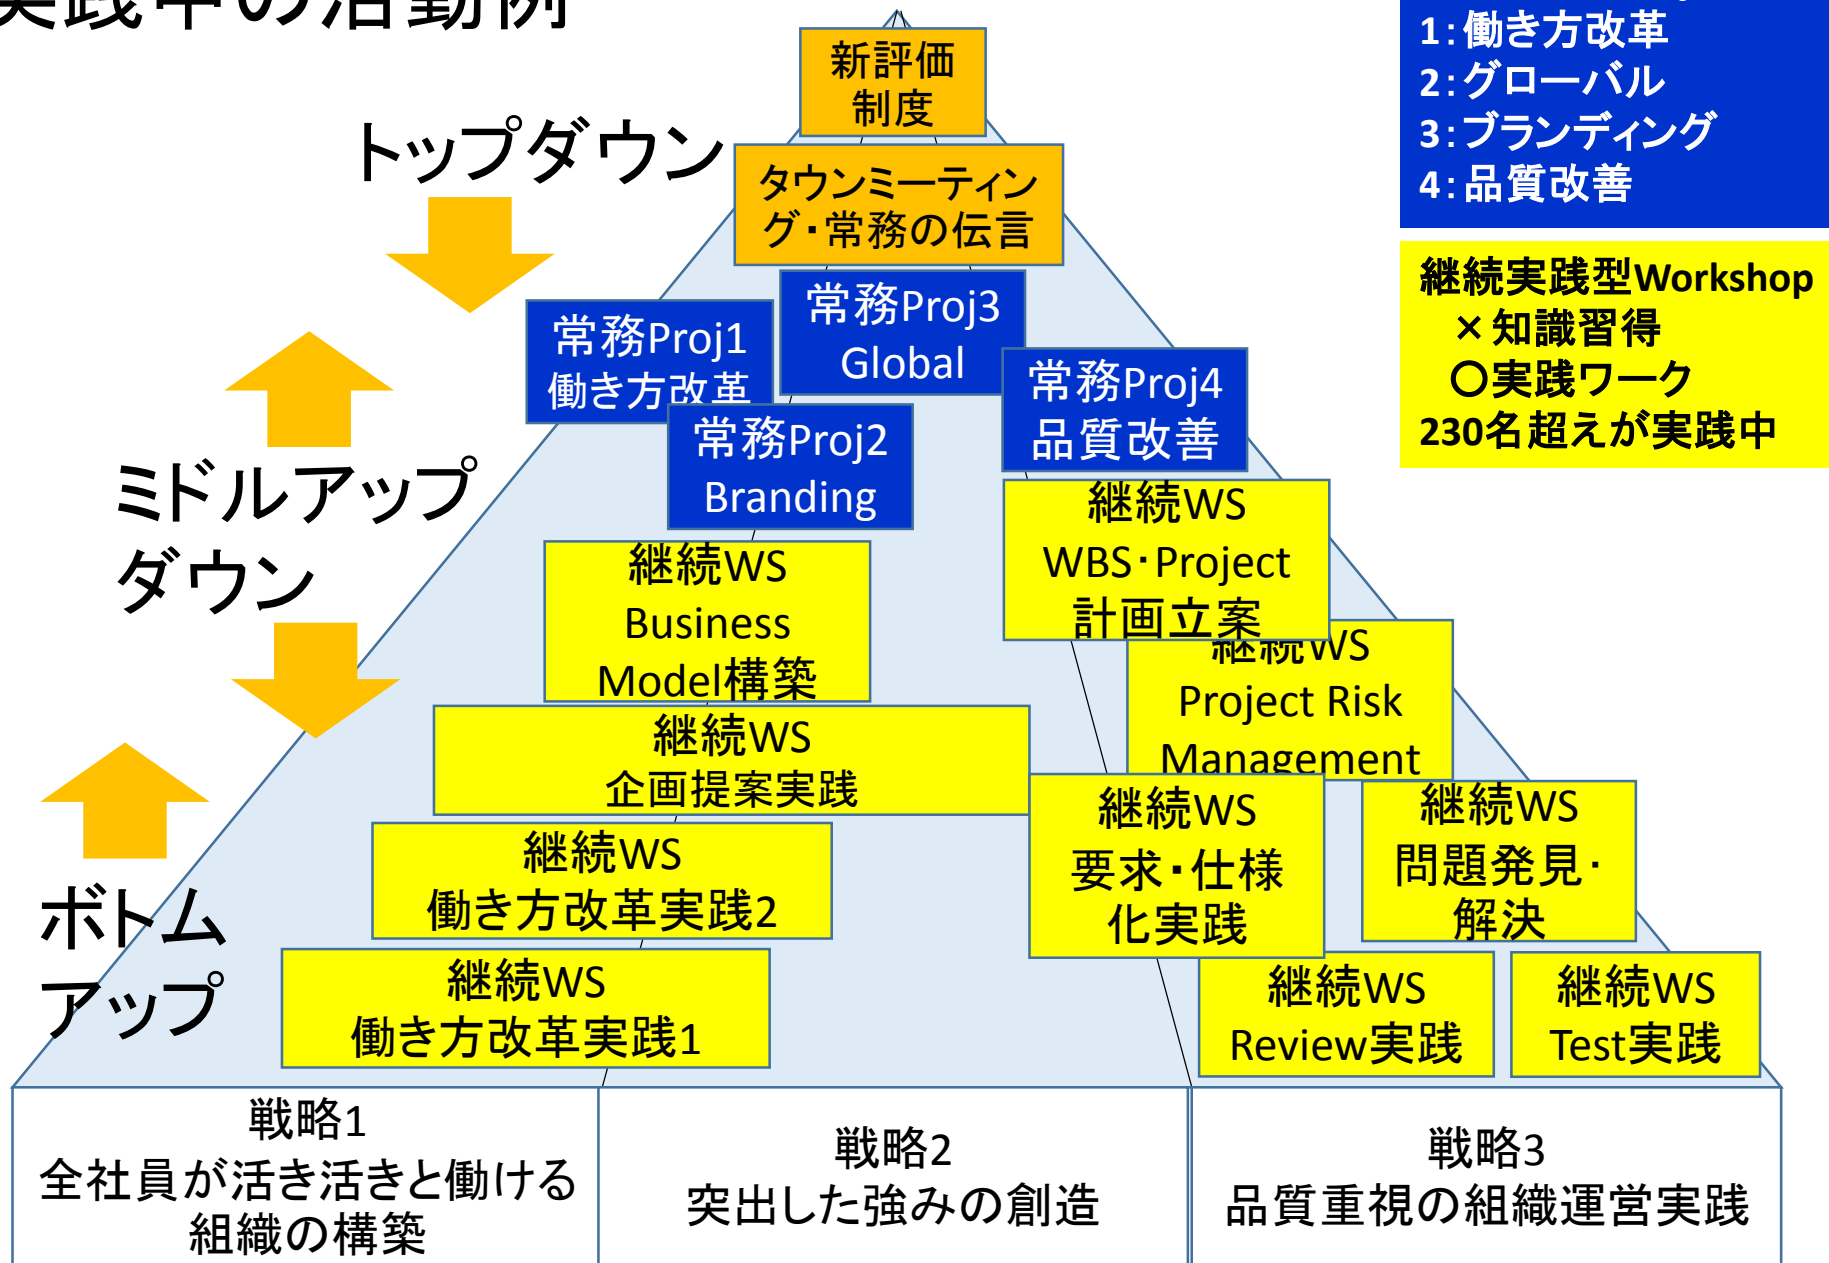 実践中の活動例
1：働き方改革
2：グローバル
3：ブランディング
4：品質改善
継続実践型Workshop
×知識習得
〇実践ワーク
230名超えが実践中
トップダウン
ミドルアップ
ダウン
ボトム
アップ
新評価
制度
タウンミーティン
グ・常務の伝言
常務Proj1
働き方改革
常務Proj3
Global
常務Proj2
Branding
常務Proj4
品質改善
継続WS
WBS・Project
計画立案
継続WS
Business
Model構築
継続WS
Project Risk
Management
継続WS
企画提案実践
継続WS
要求・仕様
化実践
継続WS
問題発見・
解決
継続WS
働き方改革実践2
継続WS
働き方改革実践1
継続WS
Review実践
継続WS
Test実践
戦略1
全社員が活き活きと働ける
組織の構築
戦略2
突出した強みの創造
戦略3
品質重視の組織運営実践